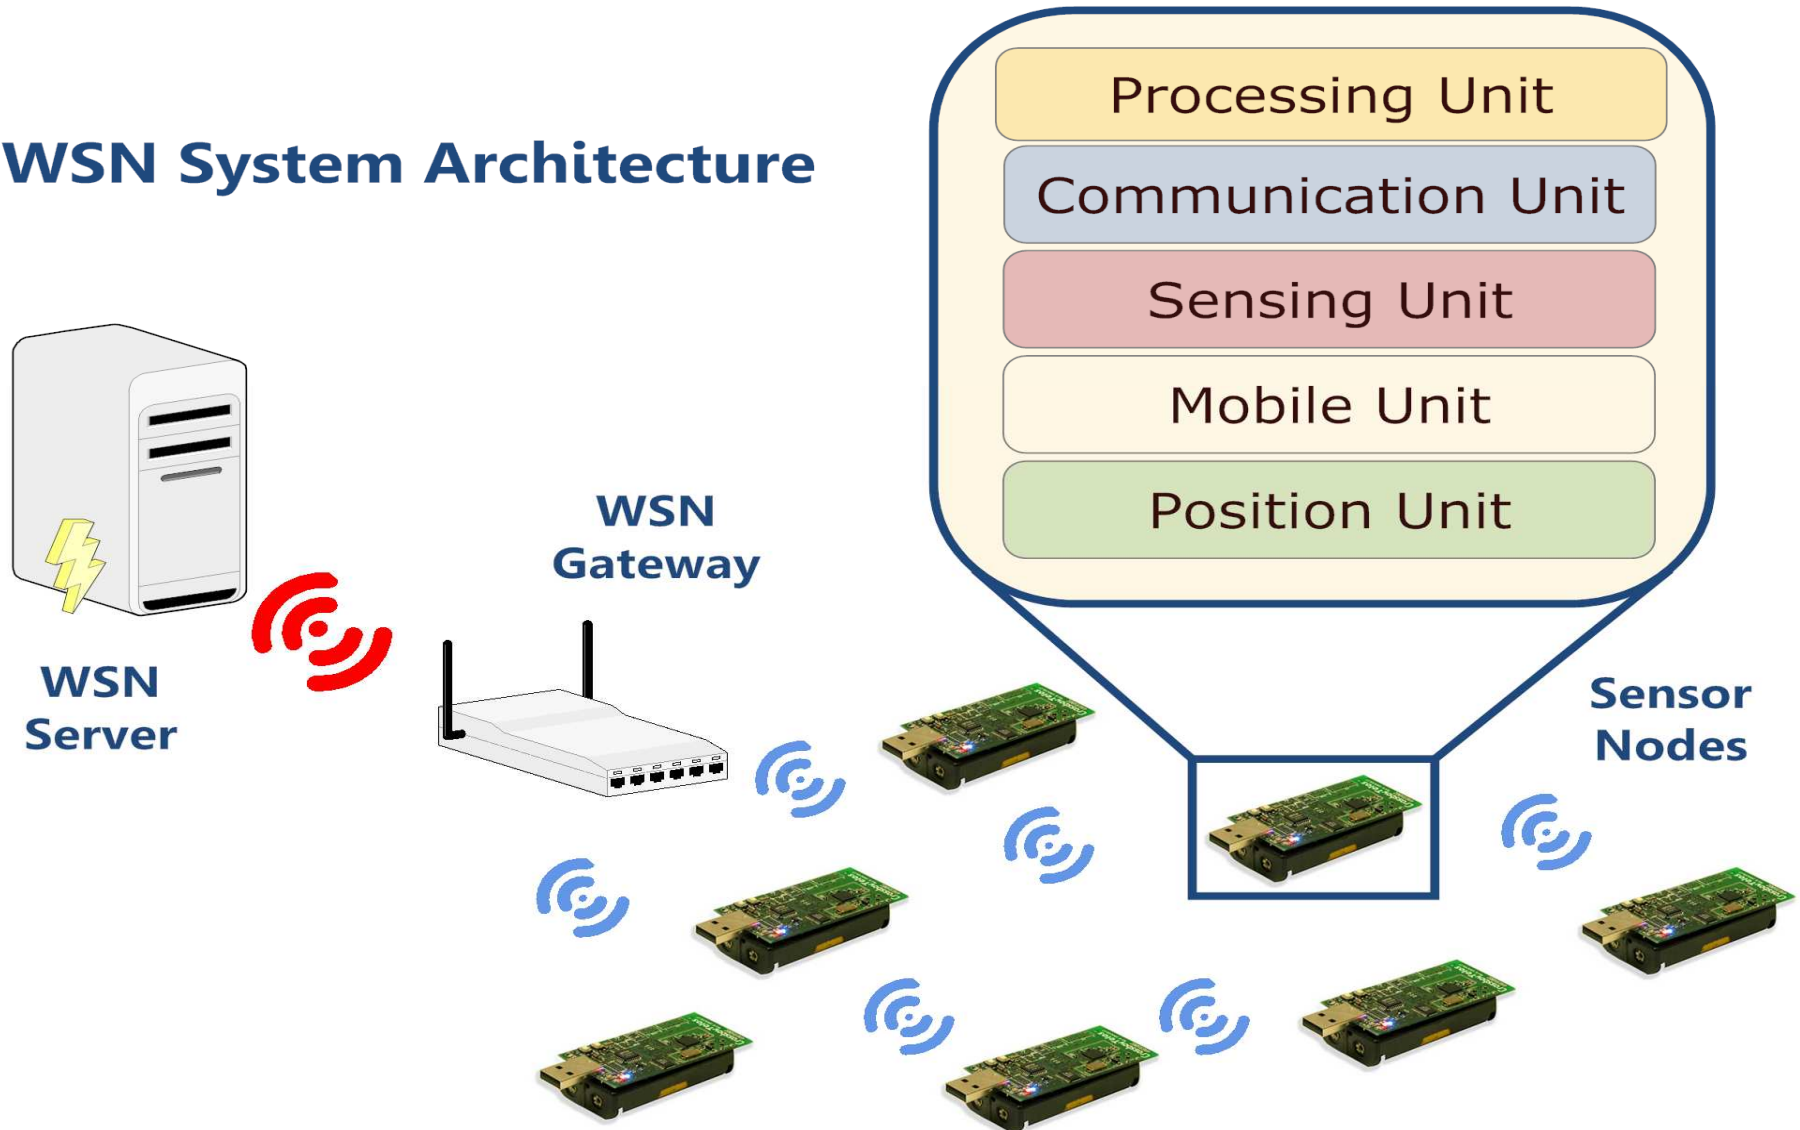 WSN System Architecture
Processing Unit
Communication Unit
Sensing Unit
Mobile Unit
Position Unit
WSN
Gateway
WSN
Server
Sensor
Nodes